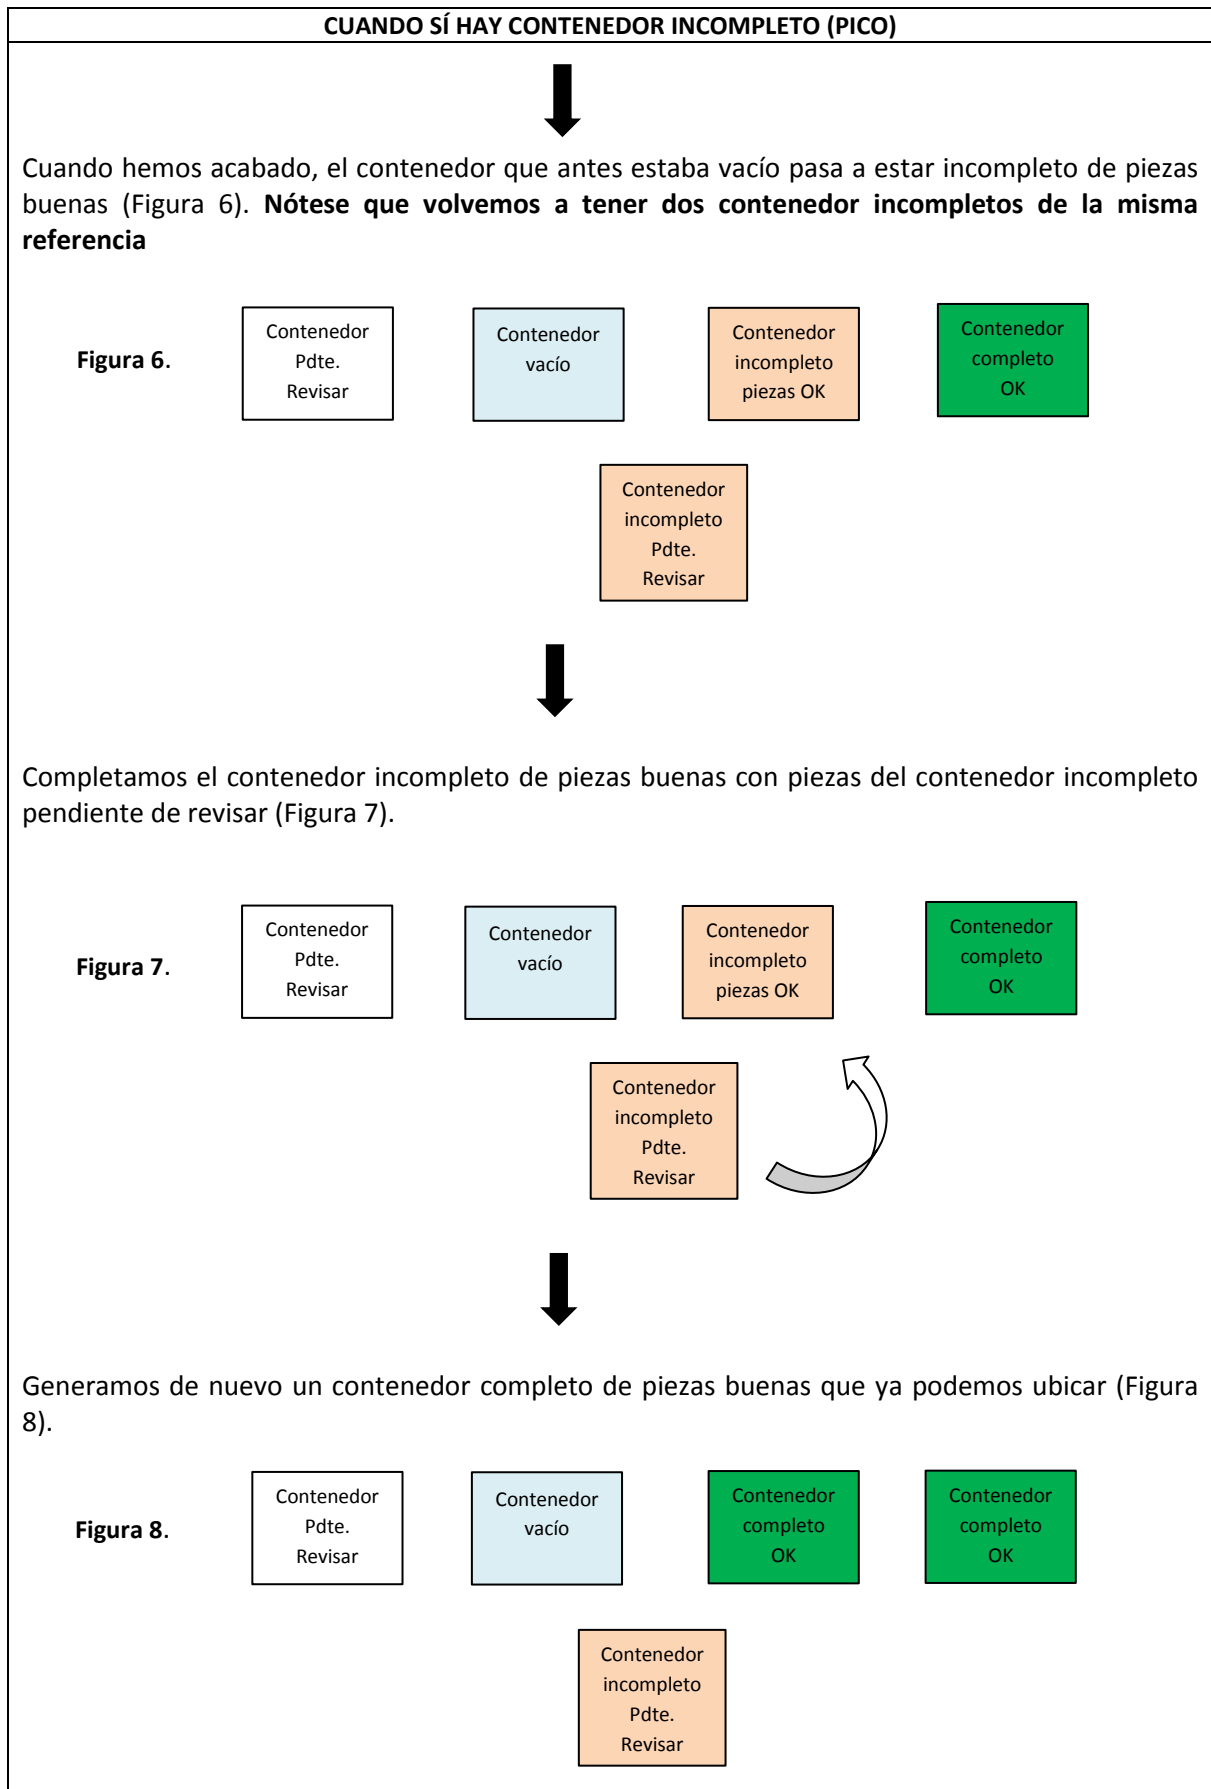 CUANDO SÍ HAY CONTENEDOR INCOMPLETO (PICO)
Cuando hemos acabado, el contenedor que antes estaba vacío pasa a estar incompleto de piezas
buenas (Figura 6). Nótese que volvemos a tener dos contenedor incompletos de la misma
referencia
Figura 6.
Contenedor
Pdte.
Revisar
Contenedor
vacío
Contenedor
incompleto
piezas OK
Contenedor
completo
OK
Contenedor
incompleto
Pdte.
Revisar
Completamos el contenedor incompleto de piezas buenas con piezas del contenedor incompleto
pendiente de revisar (Figura 7).
Figura 7.
Contenedor
Pdte.
Revisar
Contenedor
vacío
Contenedor
incompleto
piezas OK
Contenedor
completo
OK
Contenedor
incompleto
Pdte.
Revisar
Generamos de nuevo un contenedor completo de piezas buenas que ya podemos ubicar (Figura
8).
Figura 8.
Contenedor
Pdte.
Revisar
Contenedor
vacío
Contenedor
completo
OK
Contenedor
completo
OK
Contenedor
incompleto
Pdte.
Revisar